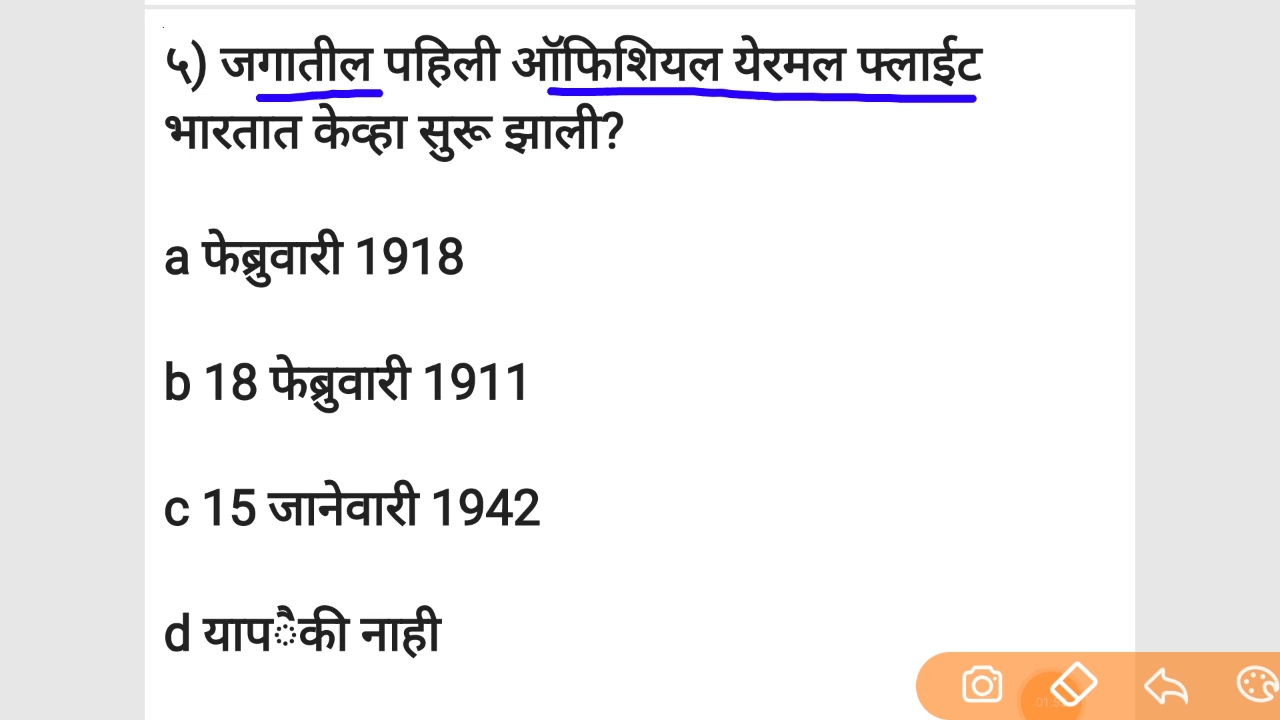 ५) जगातील पहिली ऑफिशियल येरमल फ्लाईट
भारतात केव्हा सुरू झाली?
a फेब्रुवारी 1918
b 18 फेब्रुवारी 1911
c 15 जानेवारी 1942
d यापैकी नाही